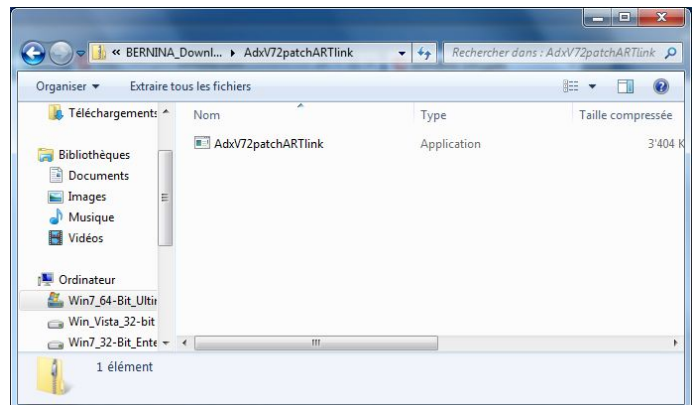 « BERNINA_Downl... ▸ AdxV72patchARTlink
Rechercher dans : AdxV72patchARTlink
Organiser
Extraire tous les fichiers
Téléchargements
Nom
Type
Taille compressée
AdxV72patchARTlink
Application
3'404 K
Bibliothèques
Documents
Images
Musique
Vidéos
Ordinateur
Win7_64-Bit_Ultir
Win_Vista_32-bit
Win7_32-Bit_Ente
1 élément